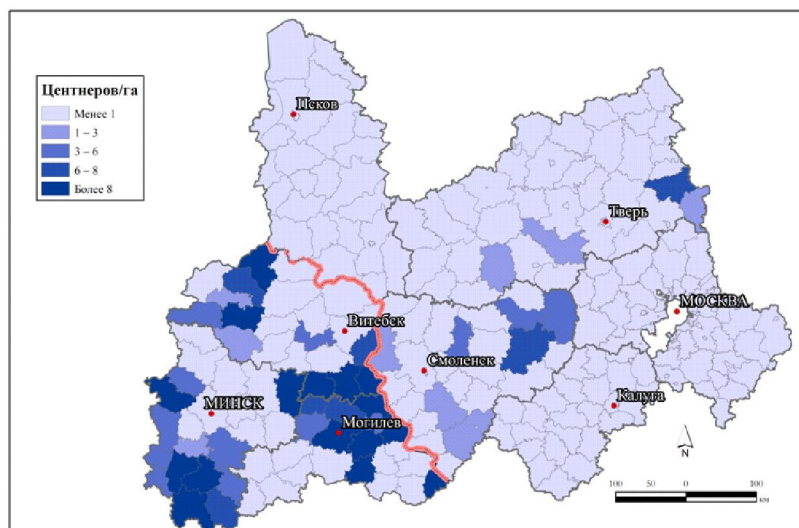 Центнеров/га
Менее 1
1 – 3
3 – 6
6 – 8
Более 8
Псков
Тверь
МОСКВА
Витебск
Смоленск
Калуга
МИНСК
Могилев
N
100 50 0 100
км